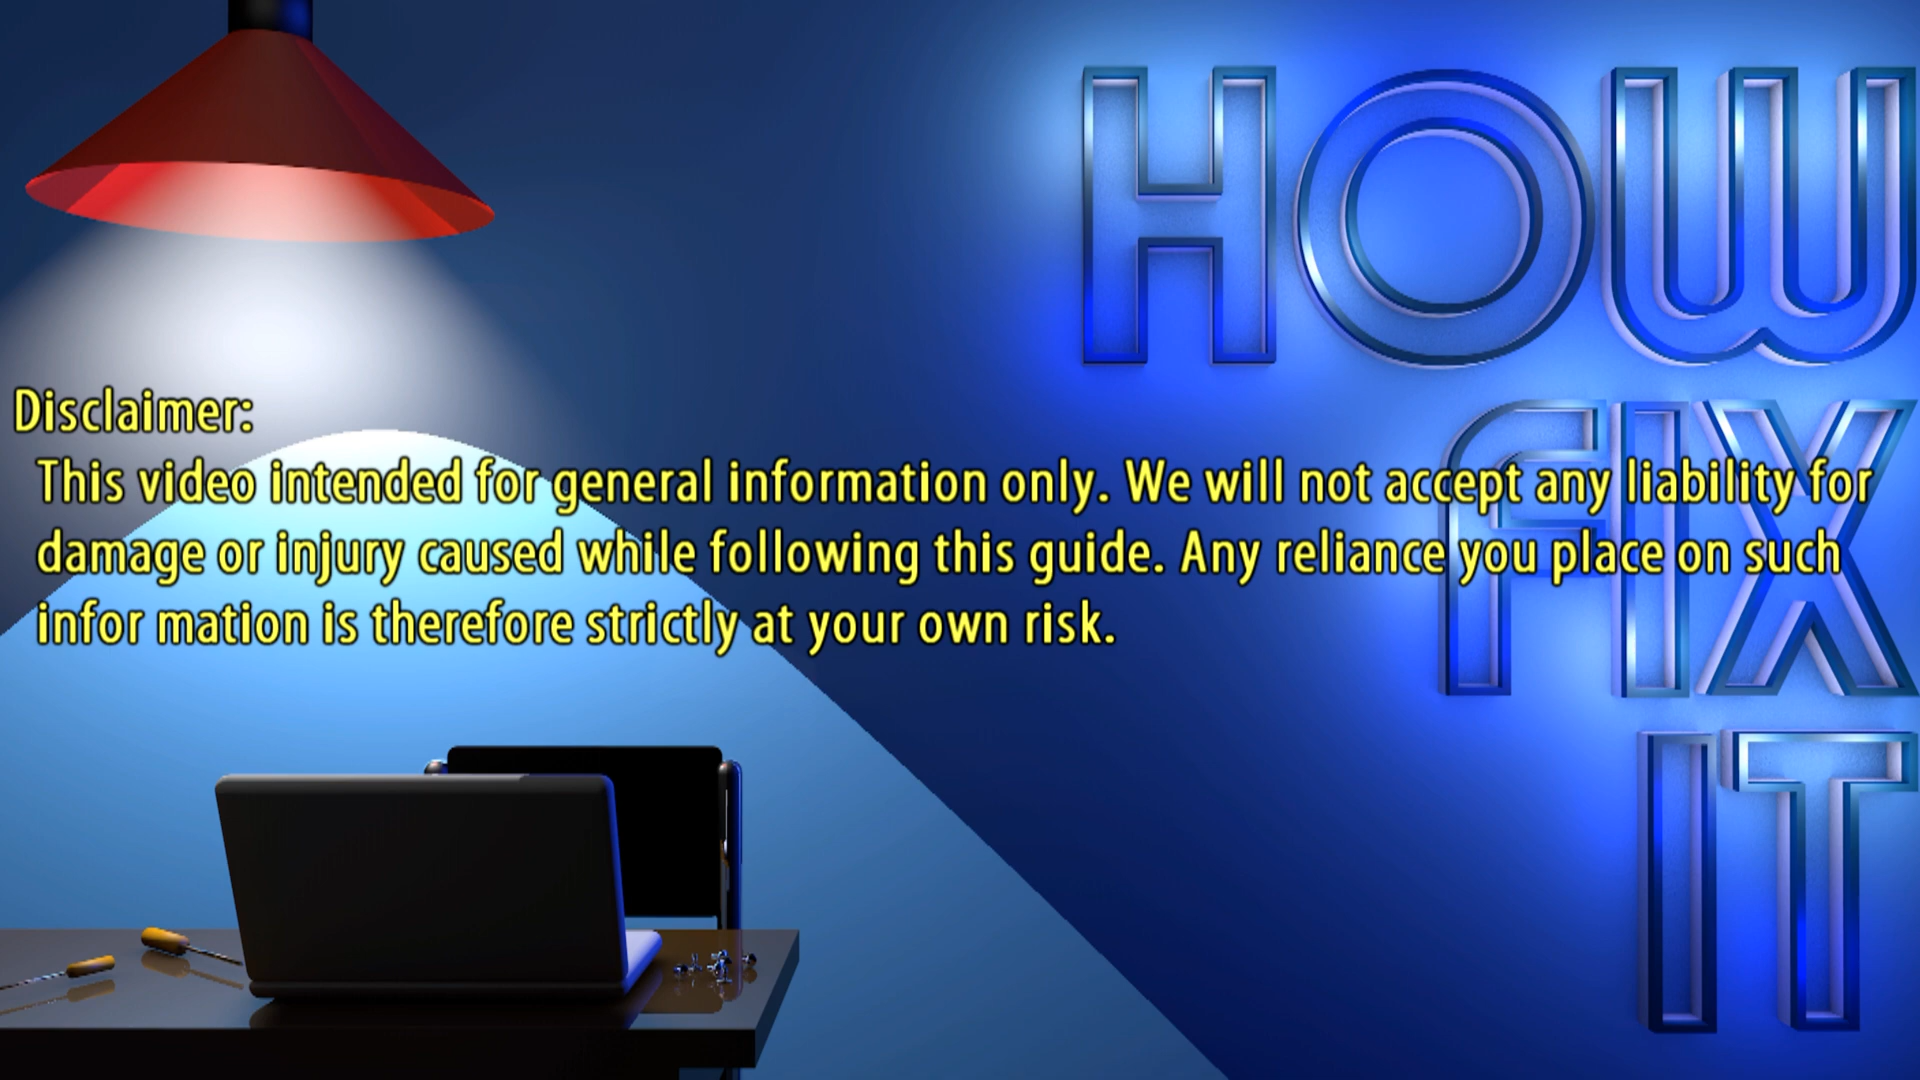 HOW
FIX
IT
Disclaimer:
This video intended for general information only. We will not accept any liability for
damage or injury caused while following this guide. Any reliance you place on such
infor mation is therefore strictly at your own risk.